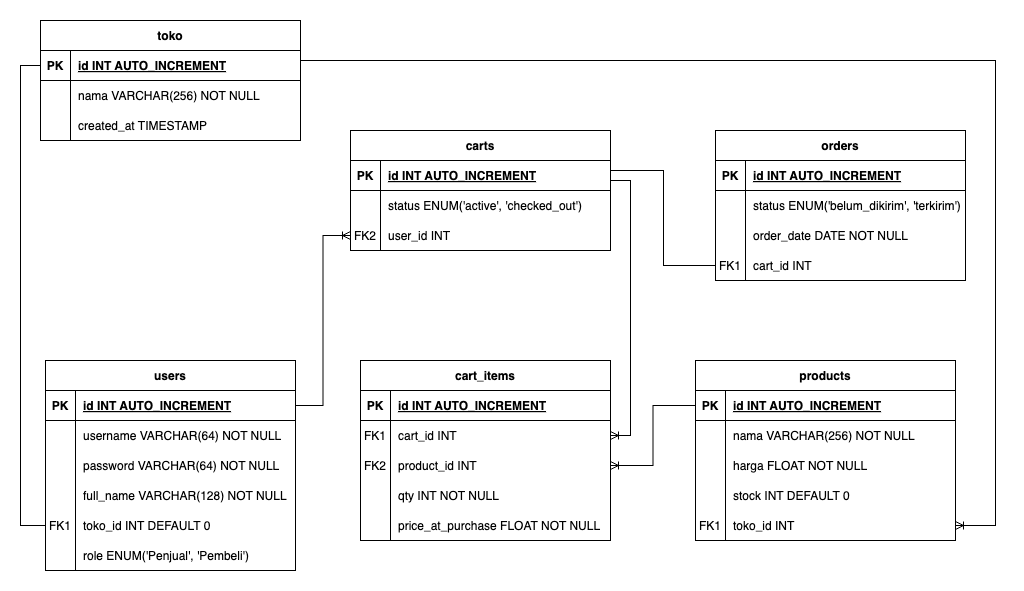 toko
PK id INT AUTO_INCREMENT
nama VARCHAR(256) NOT NULL
created_at TIMESTAMP
carts
PK id INT AUTO_INCREMENT
status ENUM('active', 'checked_out')
FK2 user_id INT
orders
PK id INT AUTO_INCREMENT
status ENUM('belum_dikirim', 'terkirim')
order_date DATE NOT NULL
FK1 cart_id INT
users
PK id INT AUTO_INCREMENT
username VARCHAR(64) NOT NULL
password VARCHAR(64) NOT NULL
full_name VARCHAR(128) NOT NULL
FK1 toko_id INT DEFAULT 0
role ENUM('Penjual', 'Pembeli')
cart_items
PK id INT AUTO_INCREMENT
FK1 cart_id INT
FK2 product_id INT
qty INT NOT NULL
price_at_purchase FLOAT NOT NULL
products
PK id INT AUTO_INCREMENT
nama VARCHAR(256) NOT NULL
harga FLOAT NOT NULL
stock INT DEFAULT 0
FK1 toko_id INT